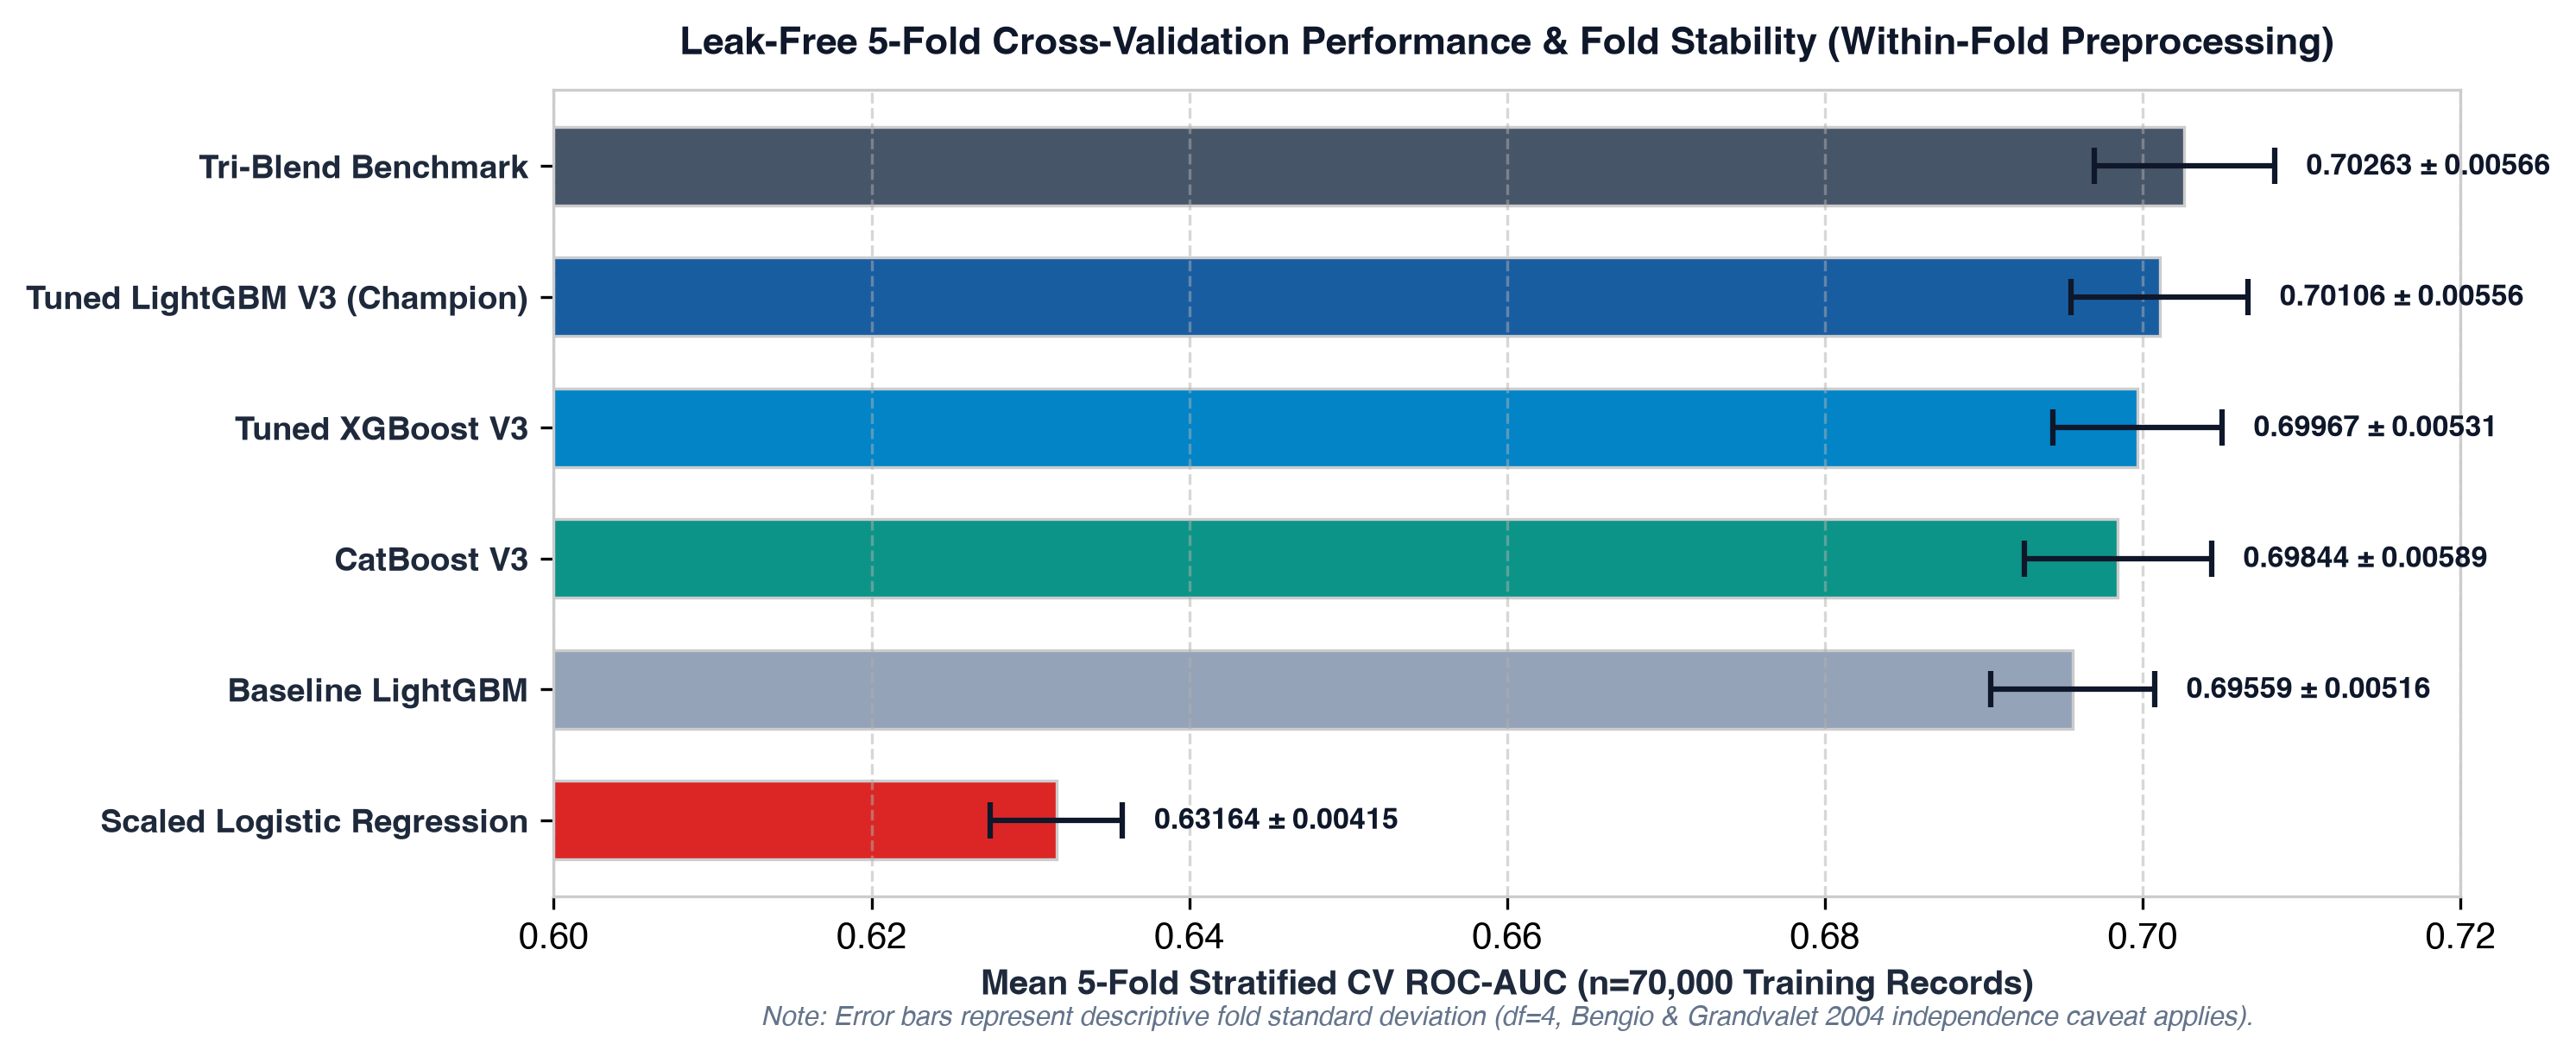 Leak-Free 5-Fold Cross-Validation Performance & Fold Stability (Within-Fold Preprocessing)
Tri-Blend Benchmark
0.70263 ± 0.00566
Tuned LightGBM V3 (Champion)
0.70106 ± 0.00556
Tuned XGBoost V3
0.69967 ± 0.00531
CatBoost V3
0.69844 ± 0.00589
Baseline LightGBM
0.69559 ± 0.00516
Scaled Logistic Regression
0.63164 ± 0.00415
0.60 0.62 0.64 0.66 0.68 0.70 0.72
Mean 5-Fold Stratified CV ROC-AUC (n=70,000 Training Records)
Note: Error bars represent descriptive fold standard deviation (df=4, Bengio & Grandvalet 2004 independence caveat applies).